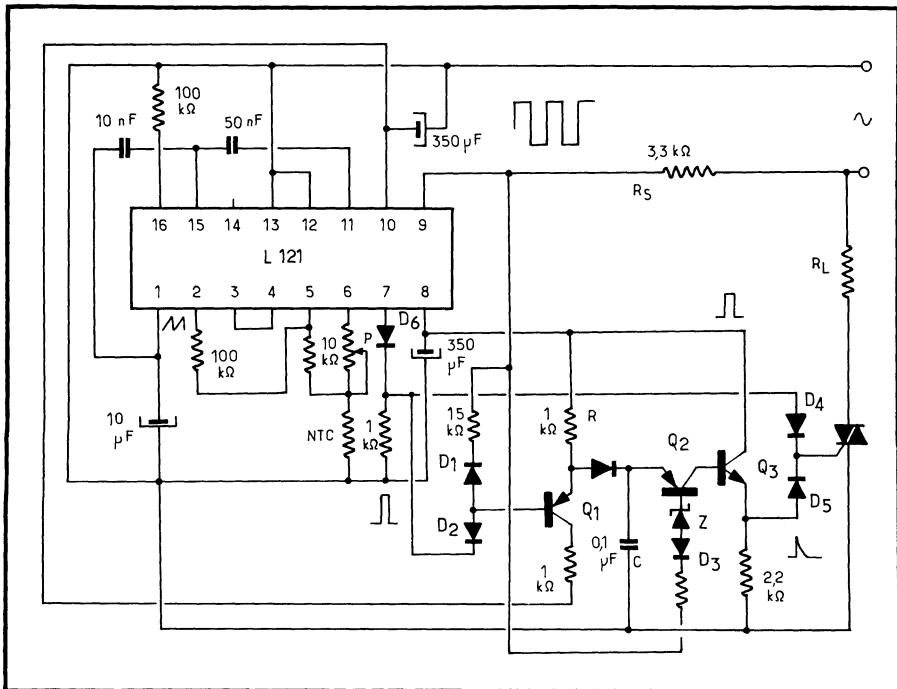 100
kΩ
10 nF
50 nF
350 µF
3,3 kΩ
R_S
∿
16 15 14 13 12 11 10 9
L 121
1 2 3 4 5 6 7 8
R_L
D6
100
kΩ
10
kΩ
P
350
µF
10
µF
NTC
1
kΩ
15
kΩ
1
kΩ
R
D4
Q2
Q3
D1
D2
Q1
Z
D5
0,1
µF
C
D3
1
kΩ
2,2
kΩ